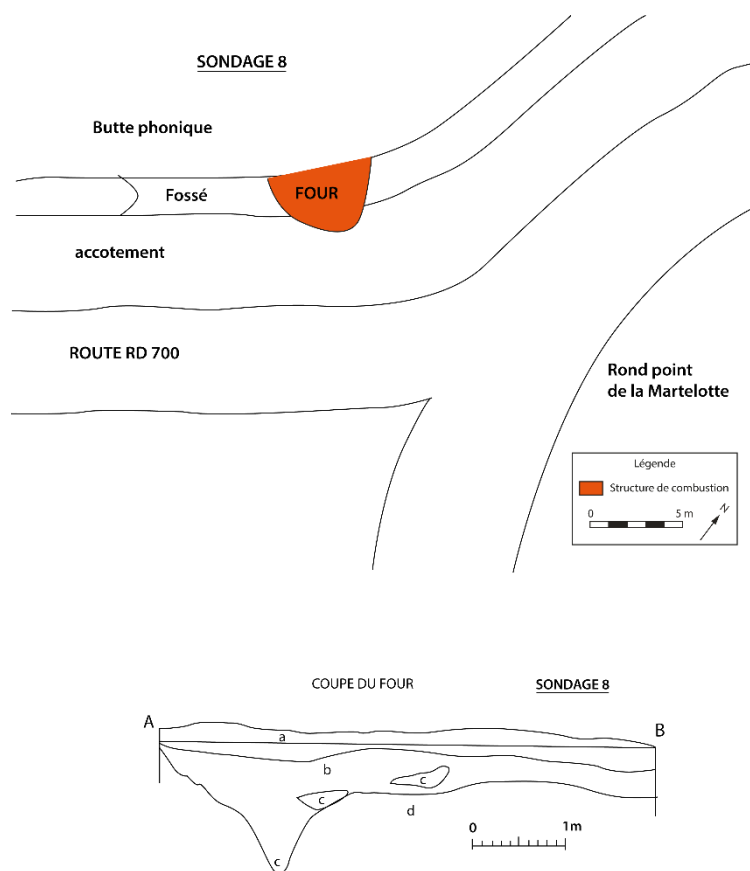 SONDAGE 8
Butte phonique
Fossé
FOUR
accotement
ROUTE RD 700
Rond point
de la Martelotte
Légende
Structure de combustion
0 5 m
N
COUPE DU FOUR SONDAGE 8
A B
a
b
c
c
d
0 1m
c